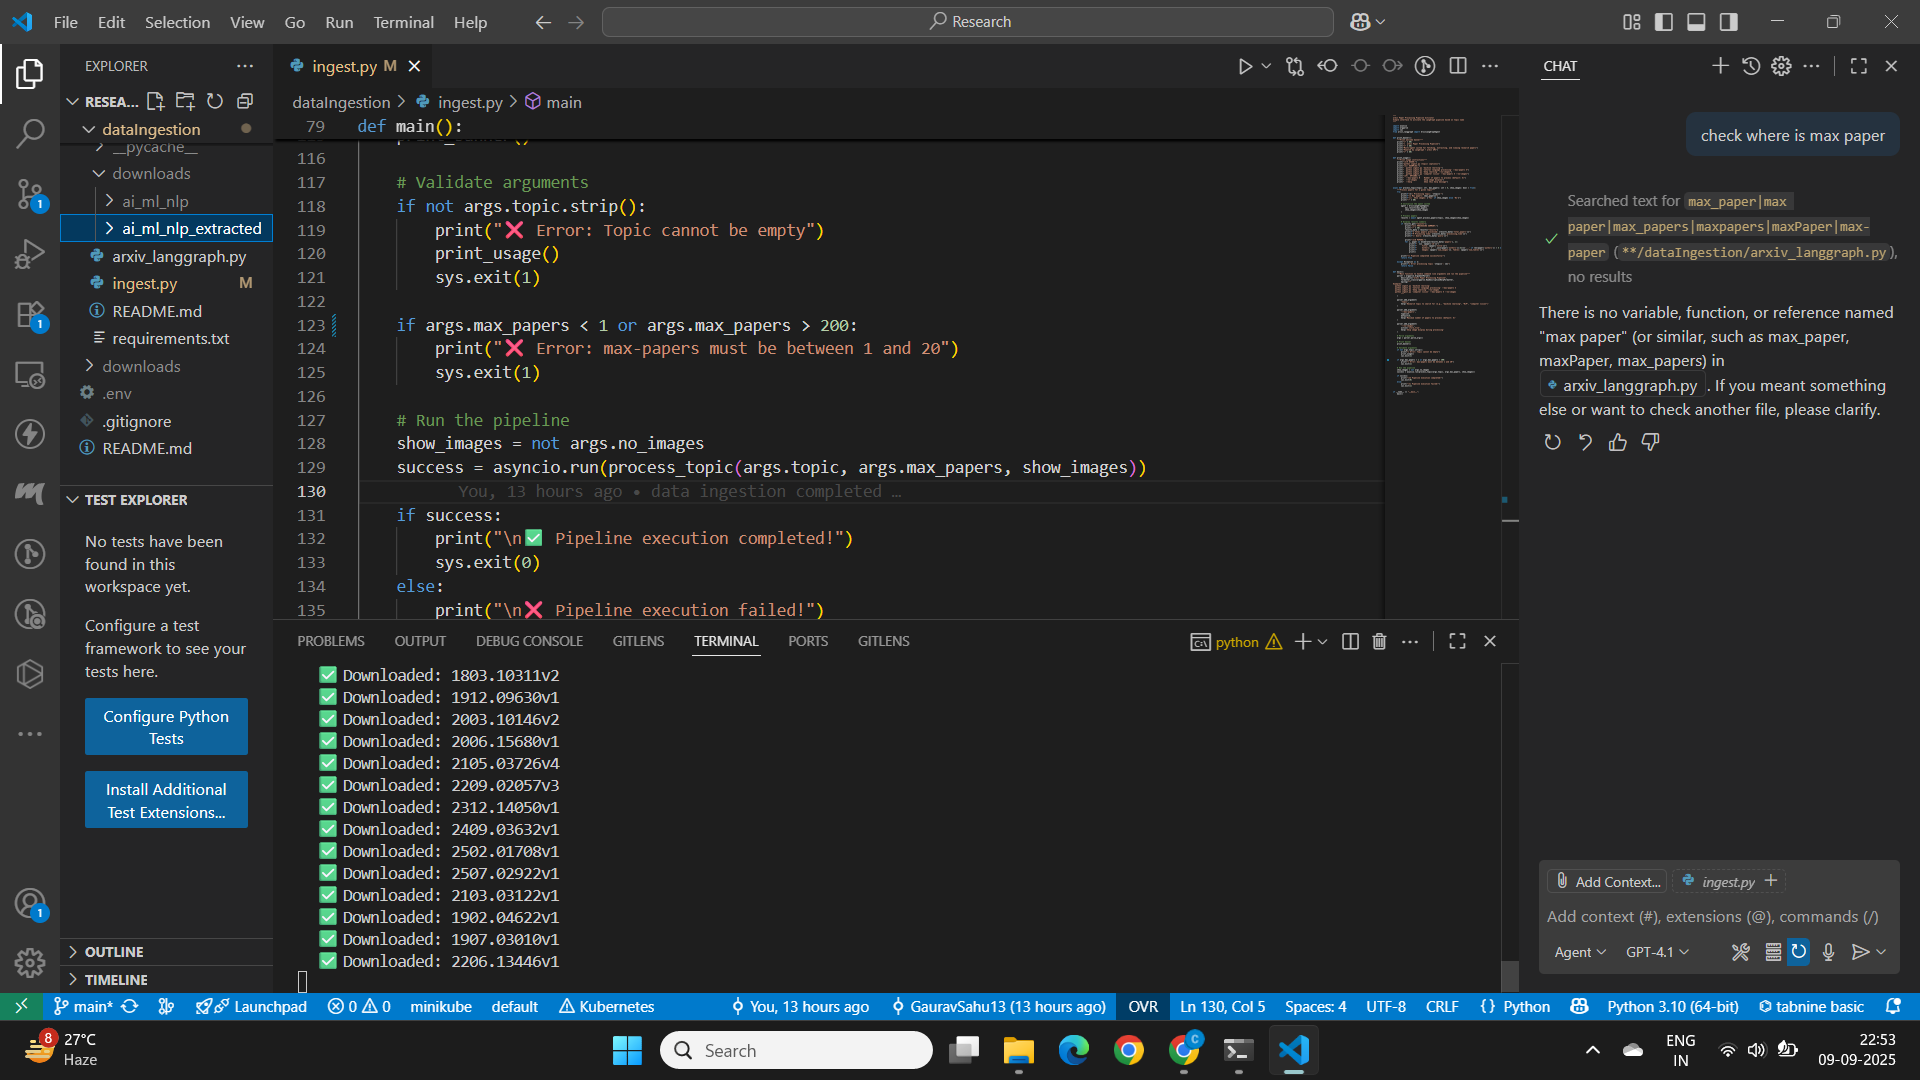 File Edit Selection View Go Run Terminal Help
Research
EXPLORER
RESEA...
dataIngestion
__pycache__
downloads
ai_ml_nlp
ai_ml_nlp_extracted
arxiv_langgraph.py
ingest.py M
README.md
requirements.txt
downloads
.env
.gitignore
README.md
TEST EXPLORER
No tests have been
found in this
workspace yet.
Configure a test
framework to see your
tests here.
Configure Python
Tests
Install Additional
Test Extensions...
OUTLINE
TIMELINE
ingest.py M
dataIngestion > ingest.py > main
79 def main():
116
117 # Validate arguments
118 if not args.topic.strip():
119 print("❌ Error: Topic cannot be empty")
120 print_usage()
121 sys.exit(1)
122
123 if args.max_papers < 1 or args.max_papers > 200:
124 print("❌ Error: max-papers must be between 1 and 20")
125 sys.exit(1)
126
127 # Run the pipeline
128 show_images = not args.no_images
129 success = asyncio.run(process_topic(args.topic, args.max_papers, show_images))
130 You, 13 hours ago • data ingestion completed …
131 if success:
132 print("\n✅ Pipeline execution completed!")
133 sys.exit(0)
134 else:
135 print("\n❌ Pipeline execution failed!")
PROBLEMS OUTPUT DEBUG CONSOLE GITLENS TERMINAL PORTS GITLENS
python
✅ Downloaded: 1803.10311v2
✅ Downloaded: 1912.09630v1
✅ Downloaded: 2003.10146v2
✅ Downloaded: 2006.15680v1
✅ Downloaded: 2105.03726v4
✅ Downloaded: 2209.02057v3
✅ Downloaded: 2312.14050v1
✅ Downloaded: 2409.03632v1
✅ Downloaded: 2502.01708v1
✅ Downloaded: 2507.02922v1
✅ Downloaded: 2103.03122v1
✅ Downloaded: 1902.04622v1
✅ Downloaded: 1907.03010v1
✅ Downloaded: 2206.13446v1
CHAT
check where is max paper
Searched text for max_paper|max
paper|max_papers|maxpapers|maxPaper|max-
paper (**/dataIngestion/arxiv_langgraph.py),
no results
There is no variable, function, or reference named
"max paper" (or similar, such as max_paper,
maxPaper, max_papers) in
arxiv_langgraph.py . If you meant something
else or want to check another file, please clarify.
Add Context... ingest.py
Add context (#), extensions (@), commands (/)
Agent GPT-4.1
main* Launchpad 0 0 minikube default Kubernetes You, 13 hours ago GauravSahu13 (13 hours ago) OVR Ln 130, Col 5 Spaces: 4 UTF-8 CRLF {} Python Python 3.10 (64-bit) tabnine basic
8
27°C
Haze
Search
ENG
IN
22:53
09-09-2025